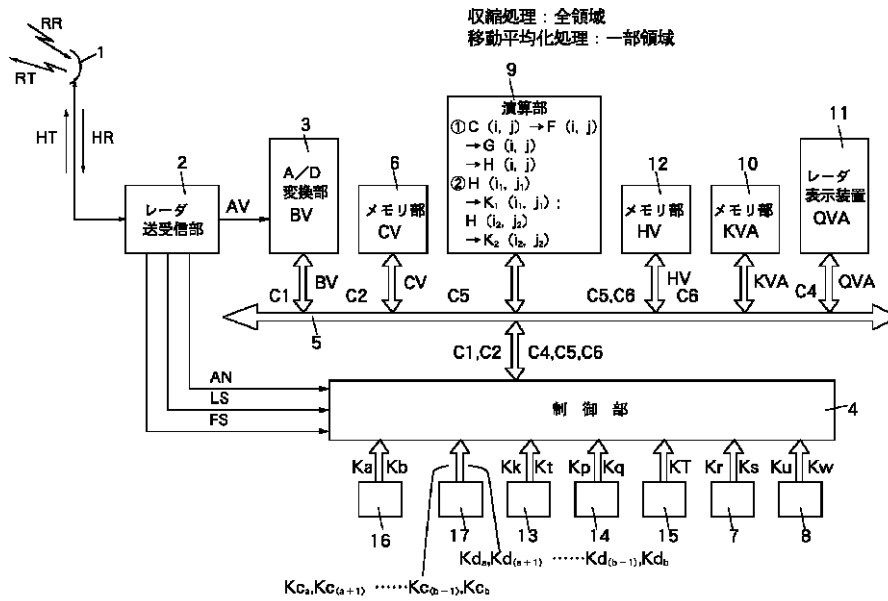 収縮処理:全領域
移動平均化処理:一部領域
RR
1
RT
HT
HR
2
レーダ
送受信部
AV
3
A/D
変換部
BV
6
メモリ部
CV
9
演算部
①C (i, j) →F (i, j)
→G (i, j)
→H (i, j)
②H (i₁, j₁)
→K₁ (i₁, j₁) :
H (i₂, j₂)
→K₂ (i₂, j₂)
12
メモリ部
HV
10
メモリ部
KVA
11
レーダ
表示装置
QVA
C1
BV
C2
CV
C5
C5,C6
HV
C6
KVA
C4
QVA
5
C1,C2
C4,C5,C6
AN
LS
FS
制御部
4
Ka
Kb
Kk
Kt
Kp
Kq
KT
Kr
Ks
Ku
Kw
16
17
13
14
15
7
8
Kdₐ,Kd₍ₐ₊₁₎ ……Kd₍b₋₁₎,Kdb
Kcₐ,Kc₍ₐ₊₁₎ ……Kc₍b₋₁₎,Kcb